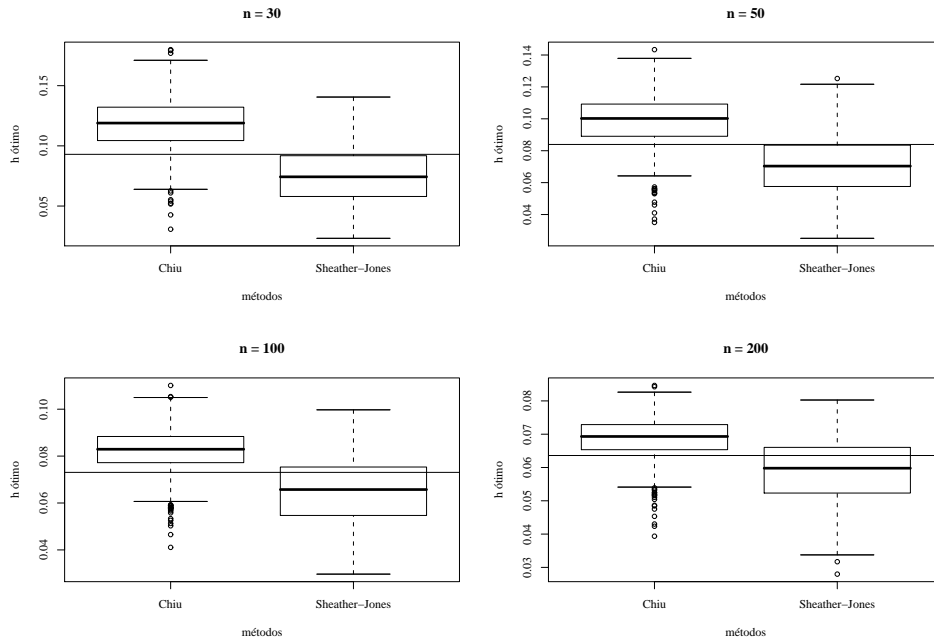 n = 30
h ótimo
0.05
0.10
0.15
Chiu
Sheather−Jones
métodos
n = 50
h ótimo
0.04
0.06
0.08
0.10
0.12
0.14
Chiu
Sheather−Jones
métodos
n = 100
h ótimo
0.04
0.06
0.08
0.10
Chiu
Sheather−Jones
métodos
n = 200
h ótimo
0.03
0.04
0.05
0.06
0.07
0.08
Chiu
Sheather−Jones
métodos